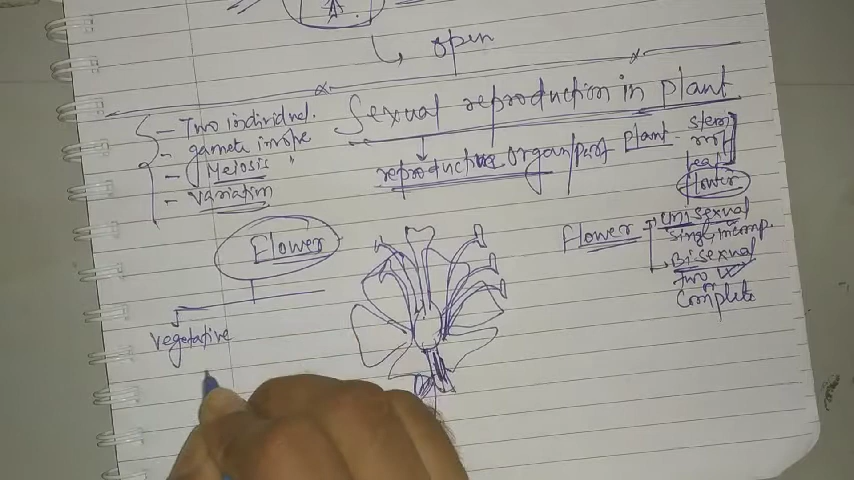 open
Sexual reproduction in plant
- Two individual.
- gamete involve
- Meiosis "
- variation
reproductive organ/part of Plant - stem
root
leaf
flower
Flower
vegetative
Flower - Unisexual
single, incomp.
Bisexual
Two
Complete